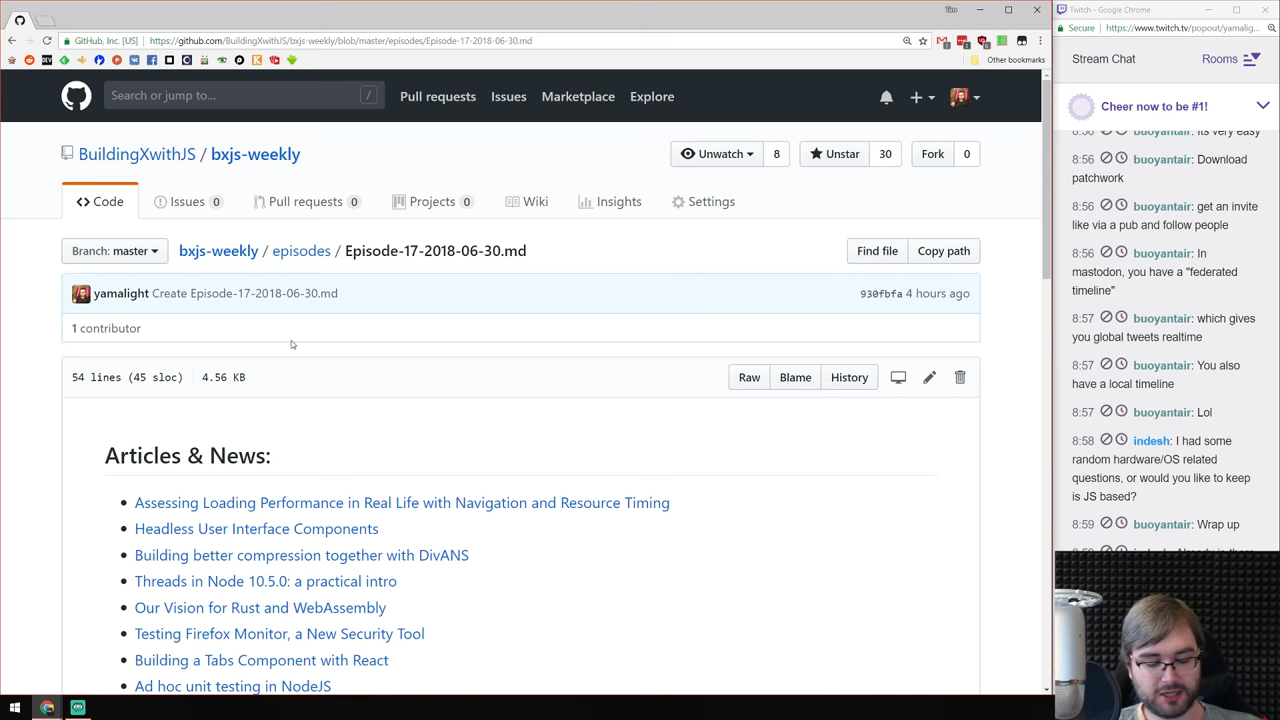 Tim
Twitch - Google Chrome
GitHub, Inc. [US]
https://github.com/BuildingXwithJS/bxjs-weekly/blob/master/episodes/Episode-17-2018-06-30.md
Secure
https://www.twitch.tv/popout/yamalig...
Other bookmarks
Search or jump to...
/
Pull requests
Issues
Marketplace
Explore
BuildingXwithJS / bxjs-weekly
Unwatch
8
Unstar
30
Fork
0
Code
Issues 0
Pull requests 0
Projects 0
Wiki
Insights
Settings
Branch: master
bxjs-weekly / episodes / Episode-17-2018-06-30.md
Find file
Copy path
yamalight Create Episode-17-2018-06-30.md
930fbfa 4 hours ago
1 contributor
54 lines (45 sloc)
4.56 KB
Raw
Blame
History
Articles & News:
Assessing Loading Performance in Real Life with Navigation and Resource Timing
Headless User Interface Components
Building better compression together with DivANS
Threads in Node 10.5.0: a practical intro
Our Vision for Rust and WebAssembly
Testing Firefox Monitor, a New Security Tool
Building a Tabs Component with React
Ad hoc unit testing in NodeJS
Stream Chat
Rooms
Cheer now to be #1!
8:56 buoyantair: Its very easy
8:56 buoyantair: Download
patchwork
8:56 buoyantair: get an invite
like via a pub and follow people
8:56 buoyantair: In
mastodon, you have a "federated
timeline"
8:57 buoyantair: which gives
you global tweets realtime
8:57 buoyantair: You also
have a local timeline
8:57 buoyantair: Lol
8:58 indesh: I had some
random hardware/OS related
questions, or would you like to keep
is JS based?
8:59 buoyantair: Wrap up